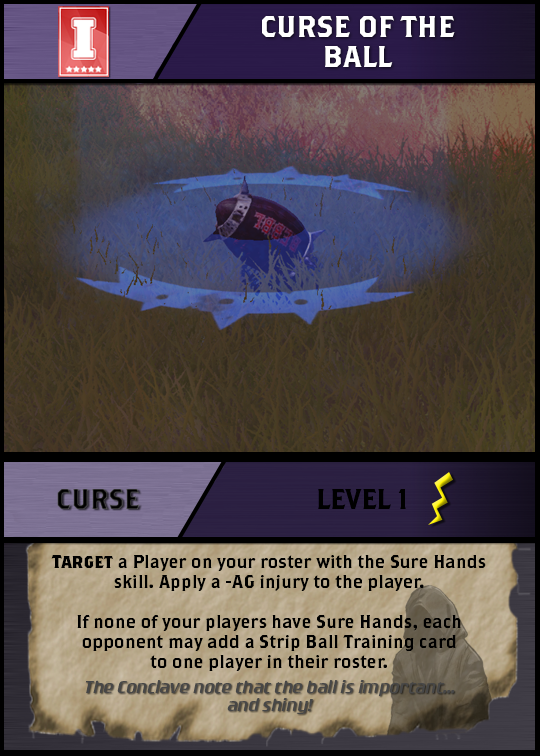 I
CURSE OF THE
BALL
CURSE
LEVEL 1
TARGET a Player on your roster with the Sure Hands
skill. Apply a -AG injury to the player.
If none of your players have Sure Hands, each
opponent may add a Strip Ball Training card
to one player in their roster.
The Conclave note that the ball is important...
and shiny!